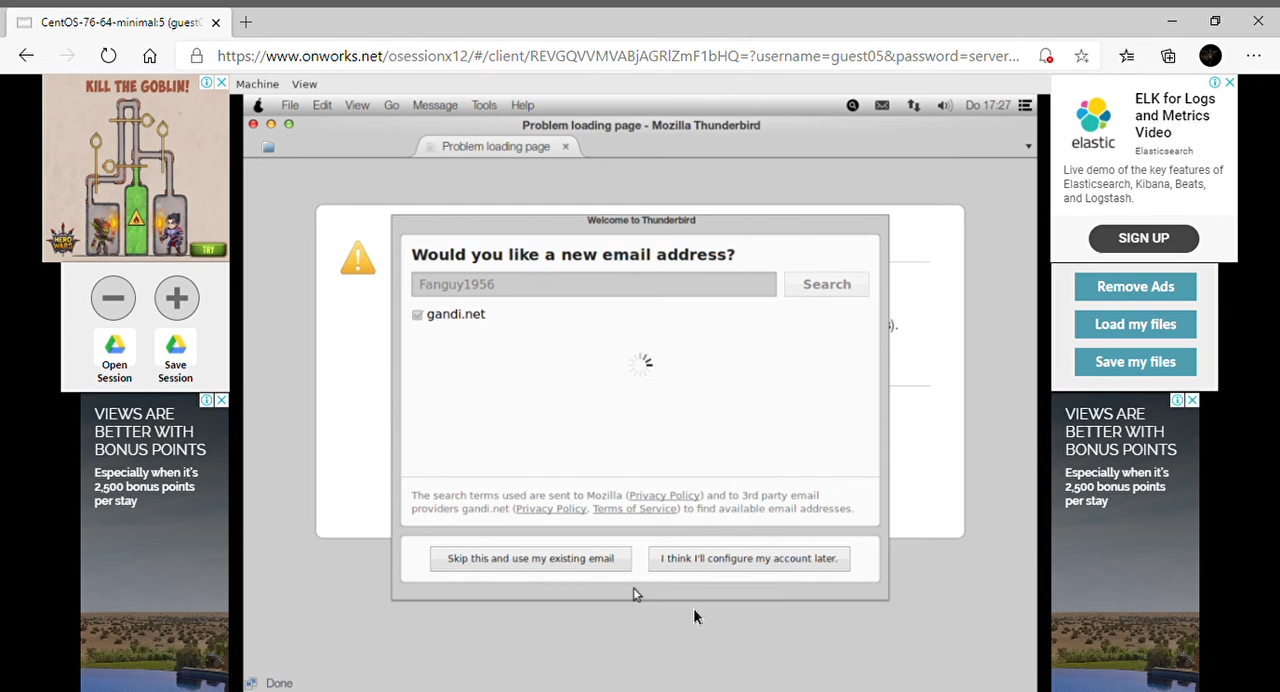 CentOS-76-64-minimal:5 (guest
https://www.onworks.net/osessionx12/#/client/REVGQVVMVABjAGRlZmF1bHQ=?username=guest05&password=server...
KILL THE GOBLIN!
HERO WARS
TRY
Open Session
Save Session
VIEWS ARE
BETTER WITH
BONUS POINTS
Especially when it's
2,500 bonus points
per stay
Machine View
File Edit View Go Message Tools Help
Do 17:27
Problem loading page - Mozilla Thunderbird
Problem loading page
Welcome to Thunderbird
Would you like a new email address?
Fanguy1956
Search
gandi.net
).
The search terms used are sent to Mozilla (Privacy Policy) and to 3rd party email
providers gandi.net (Privacy Policy, Terms of Service) to find available email addresses.
Skip this and use my existing email
I think I'll configure my account later.
Done
elastic
ELK for Logs
and Metrics
Video
Elasticsearch
Live demo of the key features of
Elasticsearch, Kibana, Beats,
and Logstash.
SIGN UP
Remove Ads
Load my files
Save my files
VIEWS ARE
BETTER WITH
BONUS POINTS
Especially when it's
2,500 bonus points
per stay